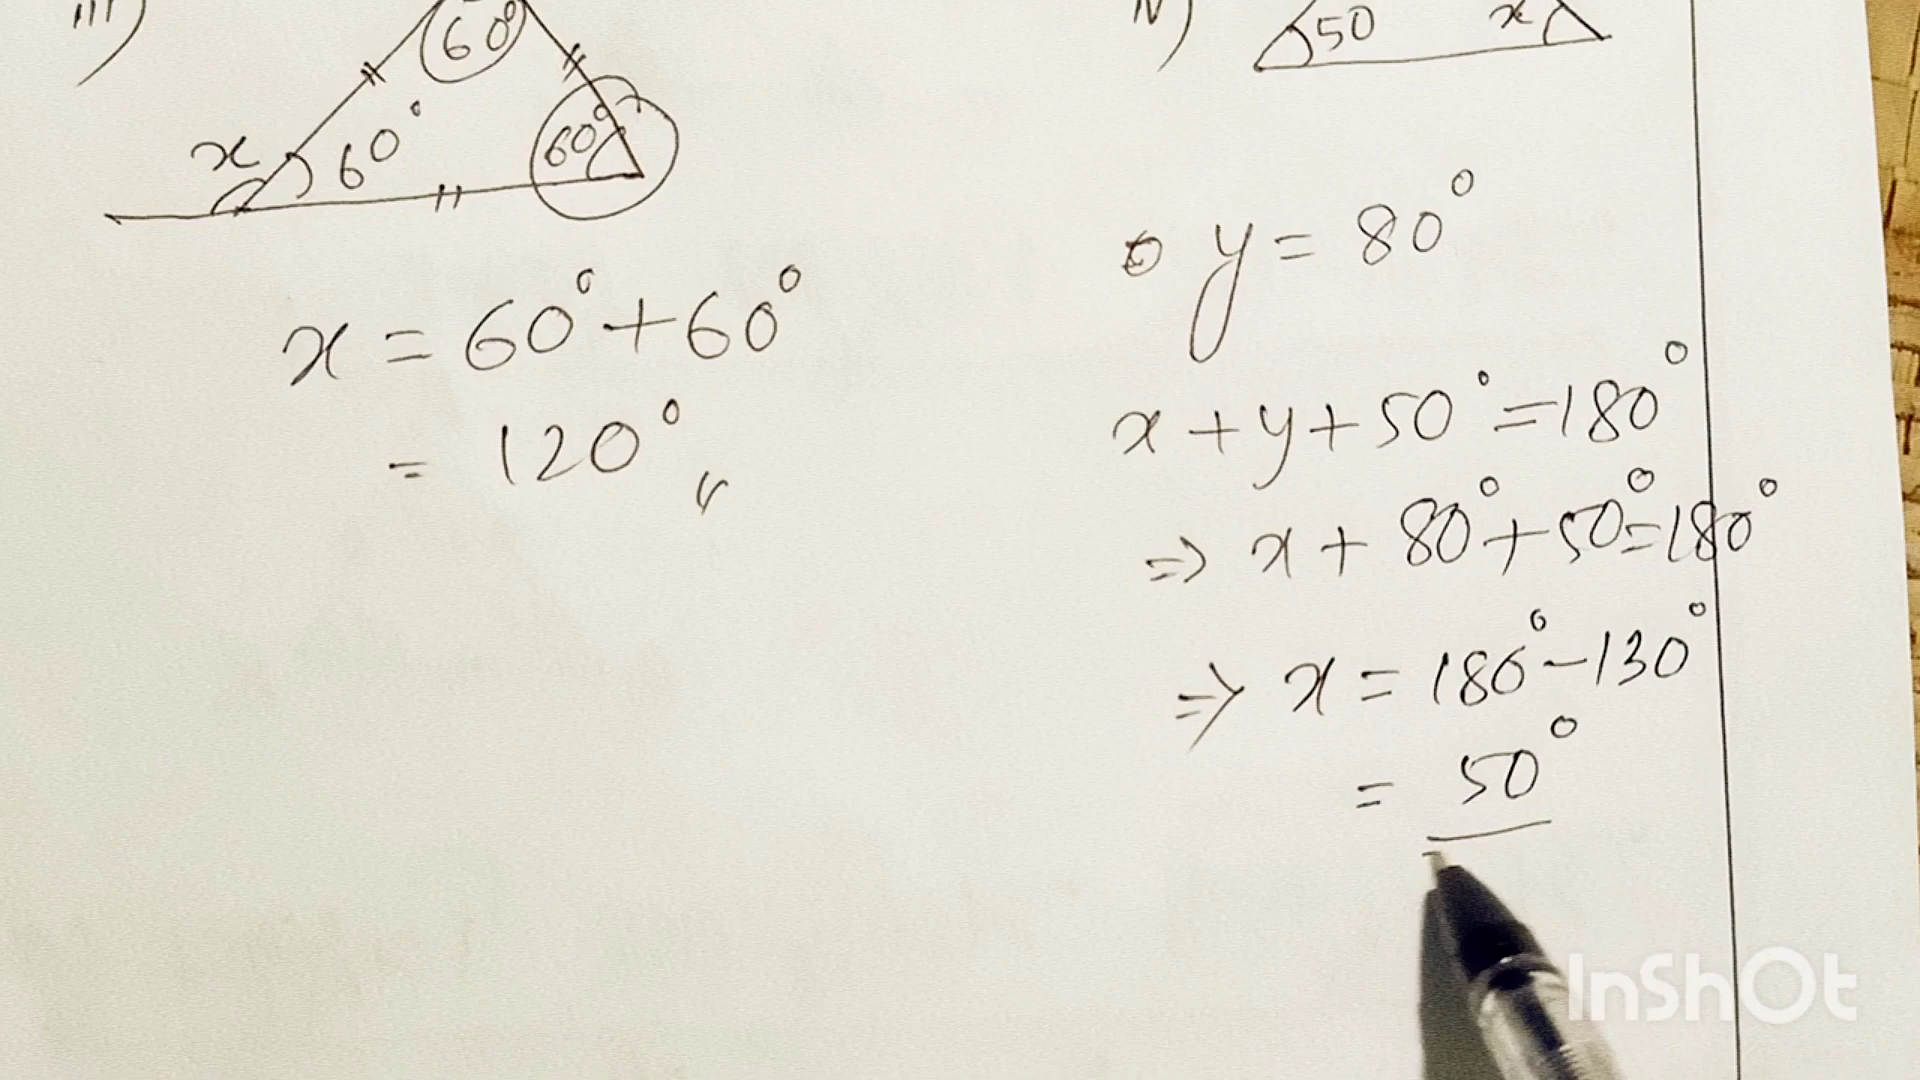 iii)
60°
x
60°
60°
x = 60° + 60°
= 120°
iv)
50
x
y = 80°
x + y + 50° = 180°
⇒ x + 80° + 50° = 180°
⇒ x = 180° - 130°
= 50°
InShOt